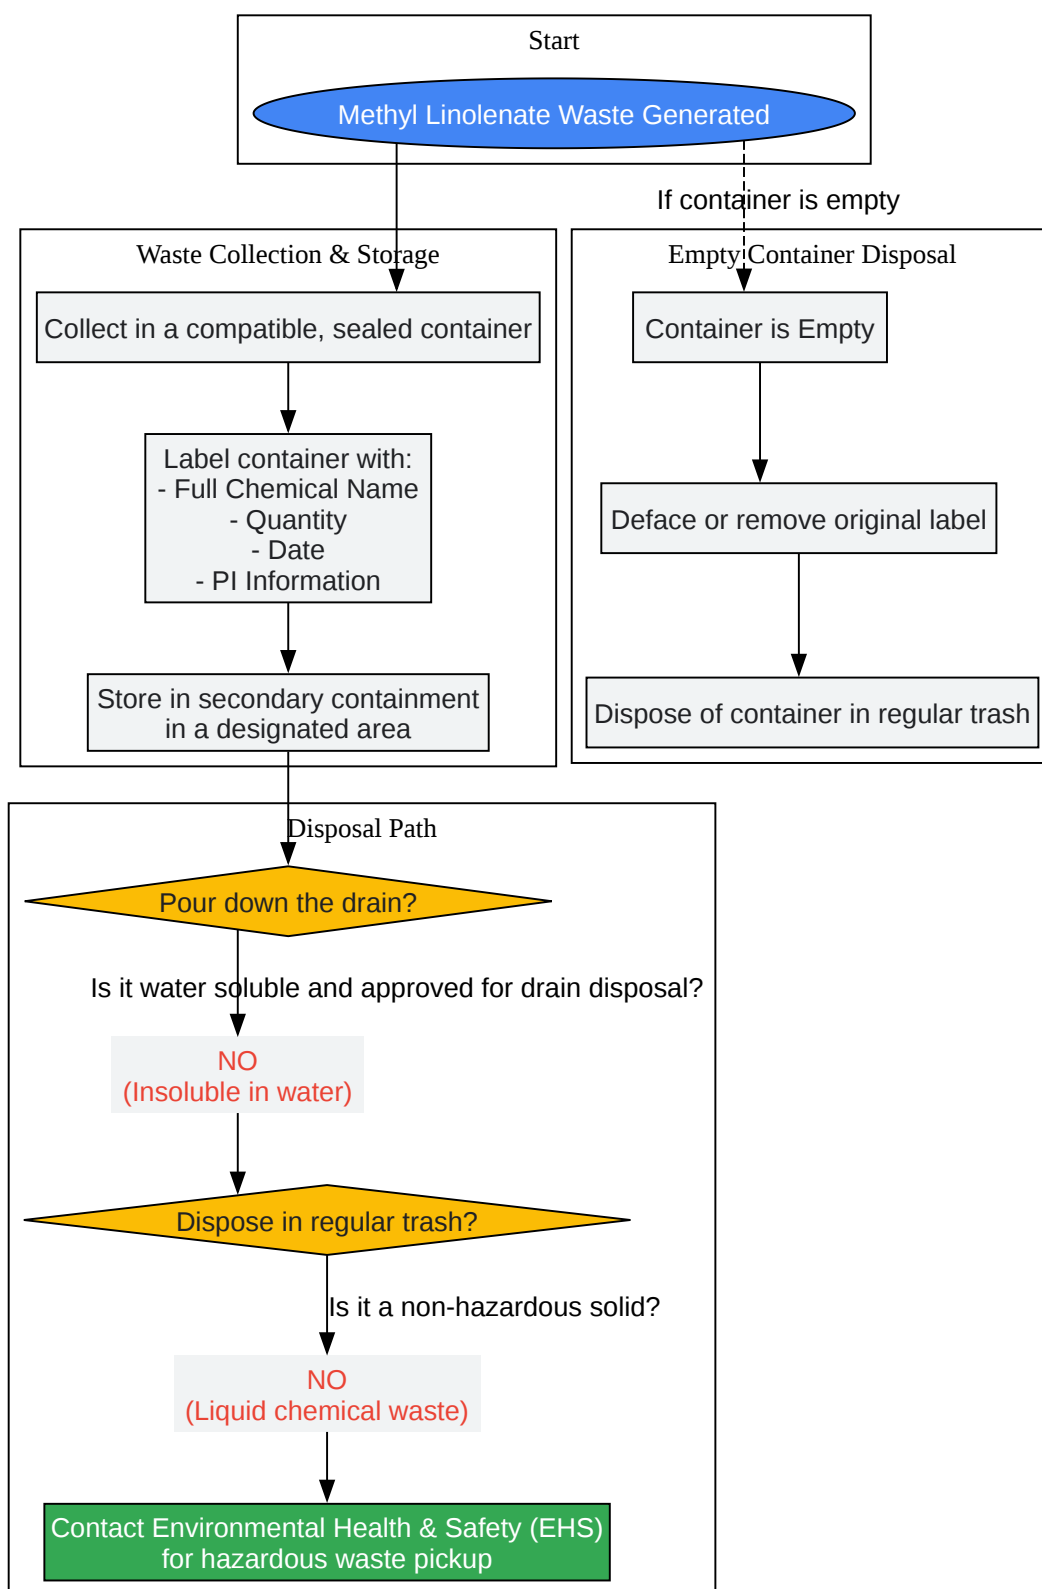 Start
Methyl Linolenate Waste Generated
If container is empty
Waste Collection & Storage
Collect in a compatible, sealed container
Label container with:
- Full Chemical Name
- Quantity
- Date
- PI Information
Store in secondary containment
in a designated area
Empty Container Disposal
Container is Empty
Deface or remove original label
Dispose of container in regular trash
Disposal Path
Pour down the drain?
Is it water soluble and approved for drain disposal?
NO
(Insoluble in water)
Dispose in regular trash?
Is it a non-hazardous solid?
NO
(Liquid chemical waste)
Contact Environmental Health & Safety (EHS)
for hazardous waste pickup